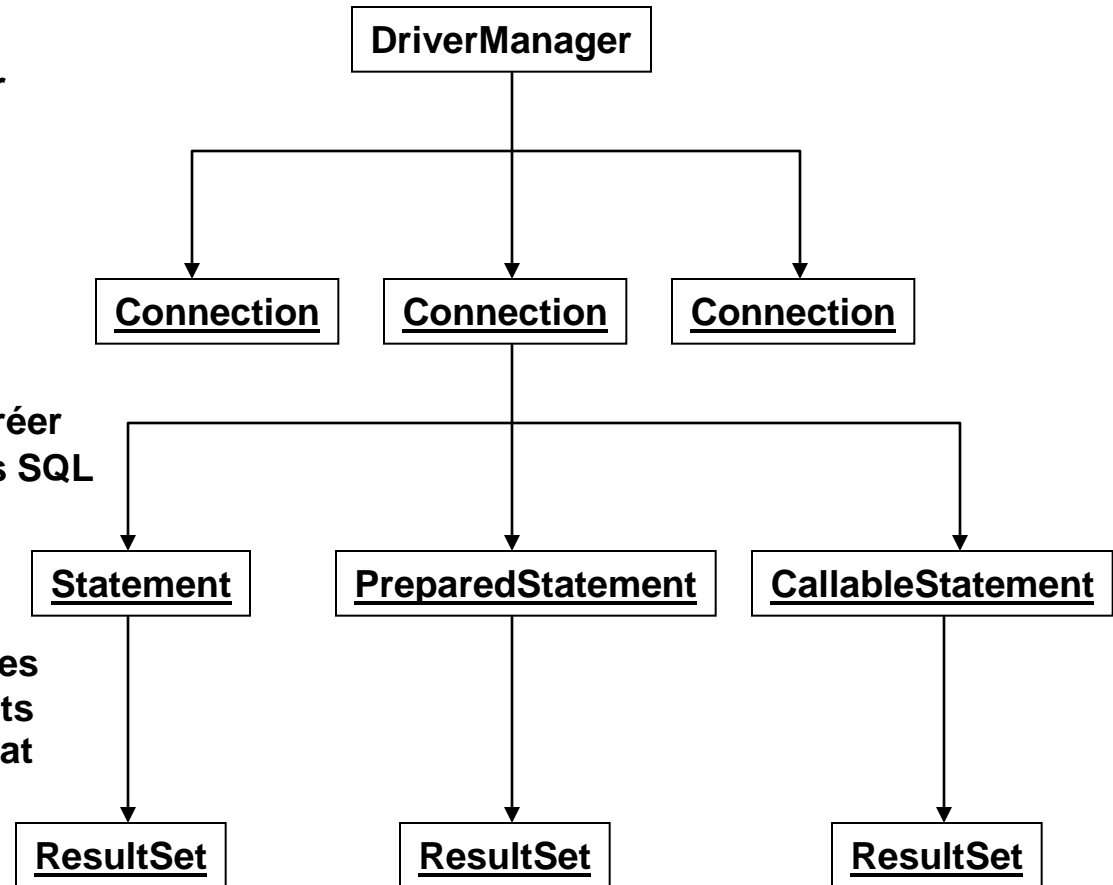 DriverManager
Connection Connection Connection
réer
s SQL
Statement PreparedStatement CallableStatement
es
ts
at
ResultSet ResultSet ResultSet